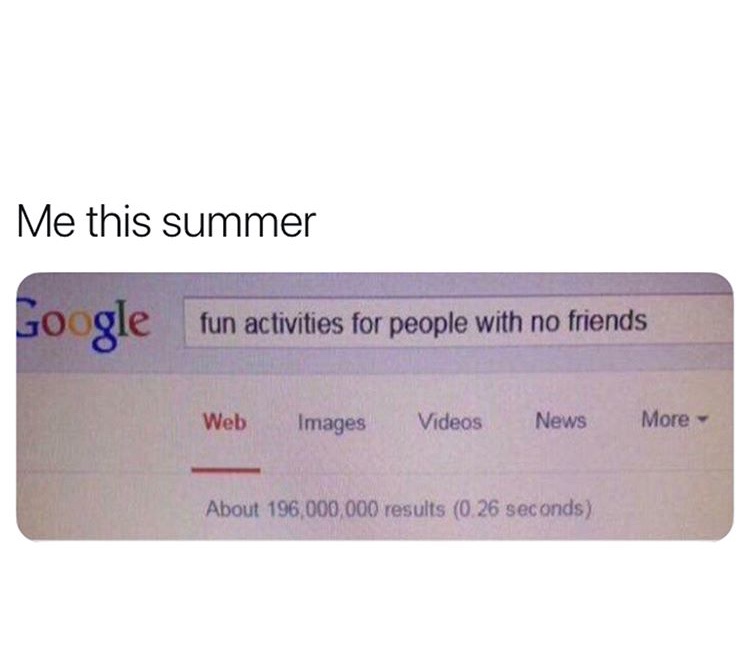 Me this summer
Google
fun activities for people with no friends
Web Images Videos News More
About 196,000,000 results (0.26 seconds)